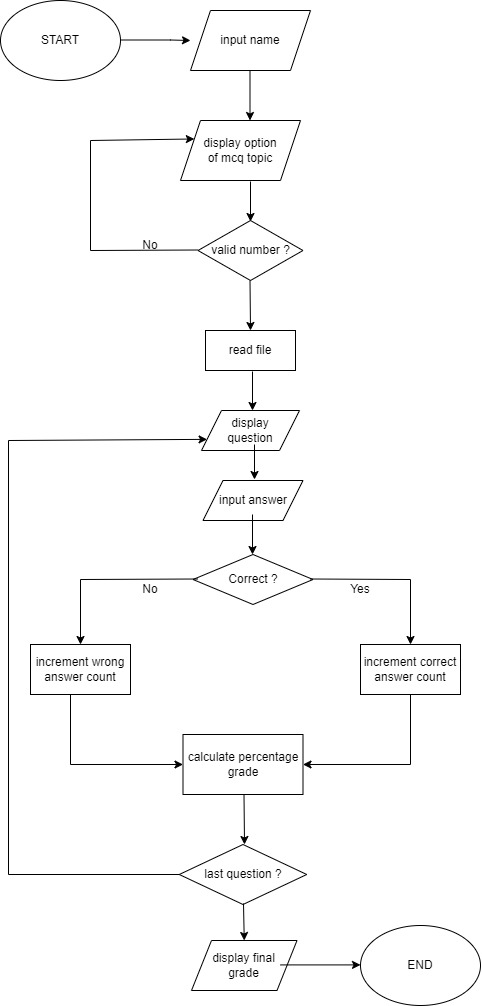 START
input name
display option
of mcq topic
No
valid number ?
read file
display
question
input answer
Correct ?
No
Yes
increment wrong
answer count
increment correct
answer count
calculate percentage
grade
last question ?
display final
grade
END